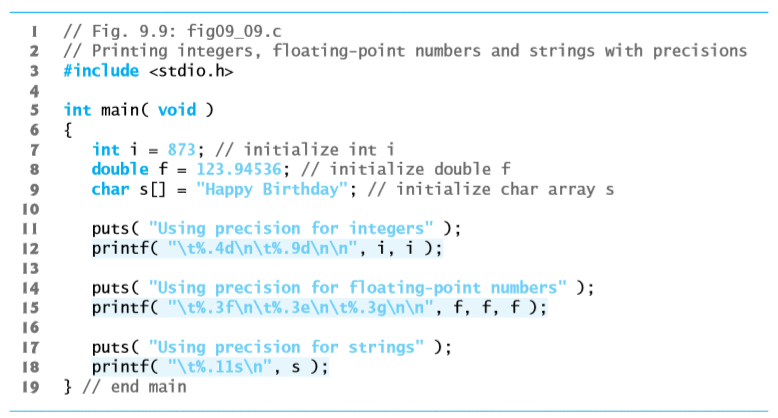 1 // Fig. 9.9: fig09_09.c
2 // Printing integers, floating-point numbers and strings with precisions
3 #include <stdio.h>
4
5 int main( void )
6 {
7    int i = 873; // initialize int i
8    double f = 123.94536; // initialize double f
9    char s[] = "Happy Birthday"; // initialize char array s
10
11    puts( "Using precision for integers" );
12    printf( "\t%.4d\n\t%.9d\n\n", i, i );
13
14    puts( "Using precision for floating-point numbers" );
15    printf( "\t%.3f\n\t%.3e\n\t%.3g\n\n", f, f, f );
16
17    puts( "Using precision for strings" );
18    printf( "\t%.11s\n", s );
19 } // end main